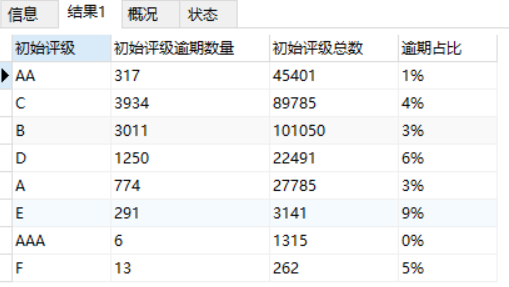 信息 结果1 概况 状态
初始评级 初始评级逾期数量 初始评级总数 逾期占比
AA 317 45401 1%
C 3934 89785 4%
B 3011 101050 3%
D 1250 22491 6%
A 774 27785 3%
E 291 3141 9%
AAA 6 1315 0%
F 13 262 5%